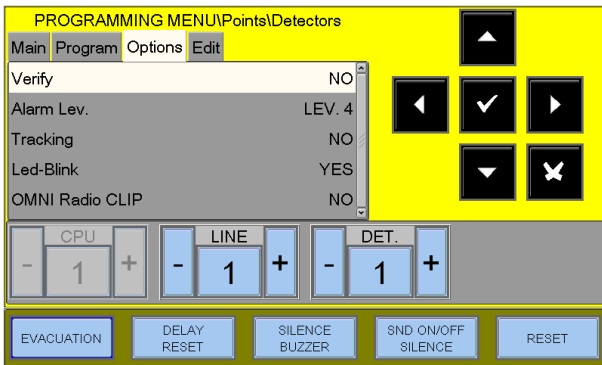 PROGRAMMING MENU\Points\Detectors
Main Program Options Edit
Verify NO
Alarm Lev. LEV. 4
Tracking NO
Led-Blink YES
OMNI Radio CLIP NO
CPU LINE DET.
- 1 + - 1 + - 1 +
EVACUATION DELAY RESET SILENCE BUZZER SND ON/OFF SILENCE RESET